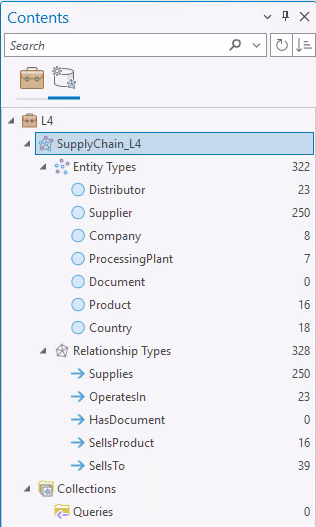 Contents
Search
L4
SupplyChain_L4
Entity Types 322
Distributor 23
Supplier 250
Company 8
ProcessingPlant 7
Document 0
Product 16
Country 18
Relationship Types 328
Supplies 250
OperatesIn 23
HasDocument 0
SellsProduct 16
SellsTo 39
Collections
Queries 0